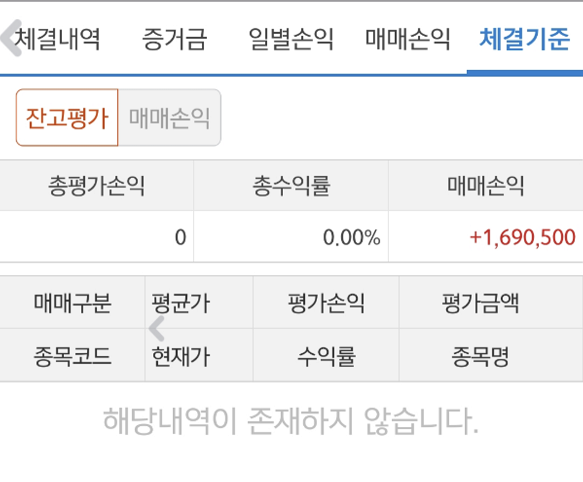 체결내역 증거금 일별손익 매매손익 체결기준
잔고평가 매매손익
총평가손익 총수익률 매매손익
0 0.00% +1,690,500
매매구분 평균가 평가손익 평가금액
종목코드 현재가 수익률 종목명
해당내역이 존재하지 않습니다.